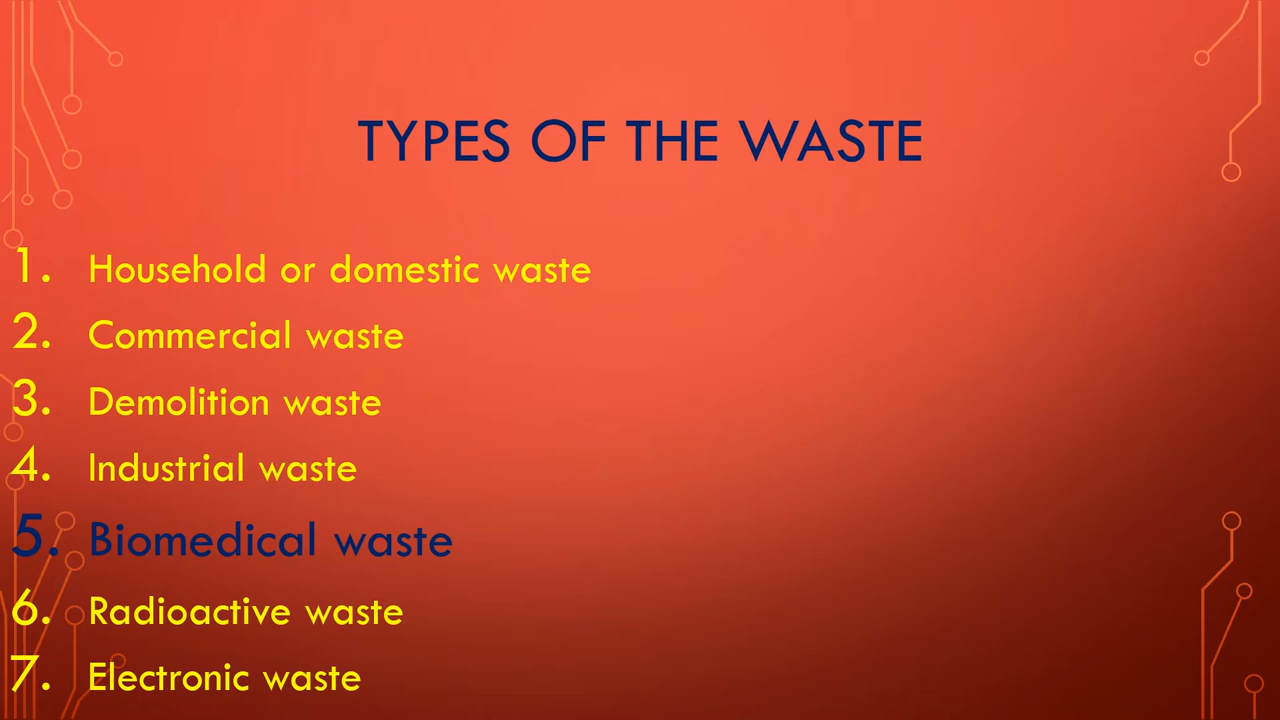 TYPES OF THE WASTE
1. Household or domestic waste
2. Commercial waste
3. Demolition waste
4. Industrial waste
5. Biomedical waste
6. Radioactive waste
7. Electronic waste